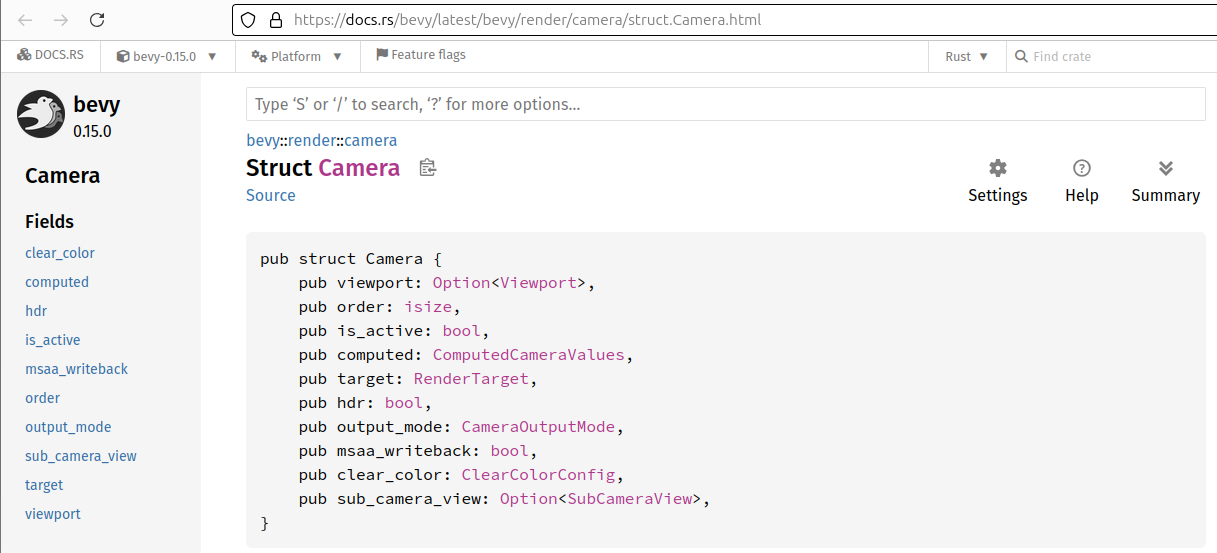 https://docs.rs/bevy/latest/bevy/render/camera/struct.Camera.html
DOCS.RS bevy-0.15.0 Platform Feature flags Rust Find crate
bevy
0.15.0
Camera
Fields
clear_color
computed
hdr
is_active
msaa_writeback
order
output_mode
sub_camera_view
target
viewport
Type ‘S’ or ‘/’ to search, ‘?’ for more options…
bevy::render::camera
Struct Camera
Source
Settings Help Summary
pub struct Camera {
    pub viewport: Option<Viewport>,
    pub order: isize,
    pub is_active: bool,
    pub computed: ComputedCameraValues,
    pub target: RenderTarget,
    pub hdr: bool,
    pub output_mode: CameraOutputMode,
    pub msaa_writeback: bool,
    pub clear_color: ClearColorConfig,
    pub sub_camera_view: Option<SubCameraView>,
}